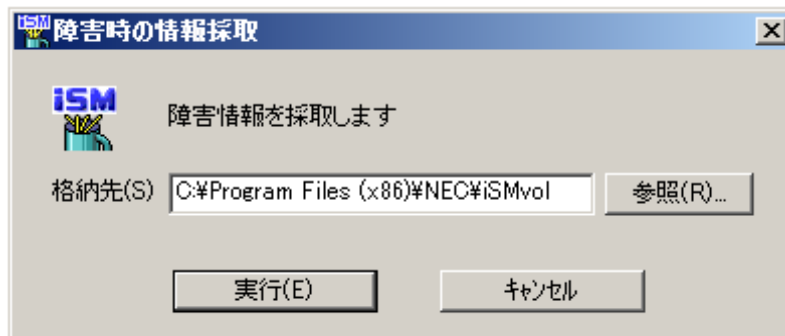 iSM 障害時の情報採取
iSM 障害情報を採取します
格納先(S) C:¥Program Files (x86)¥NEC¥iSMvol 参照(R)...
実行(E) キャンセル